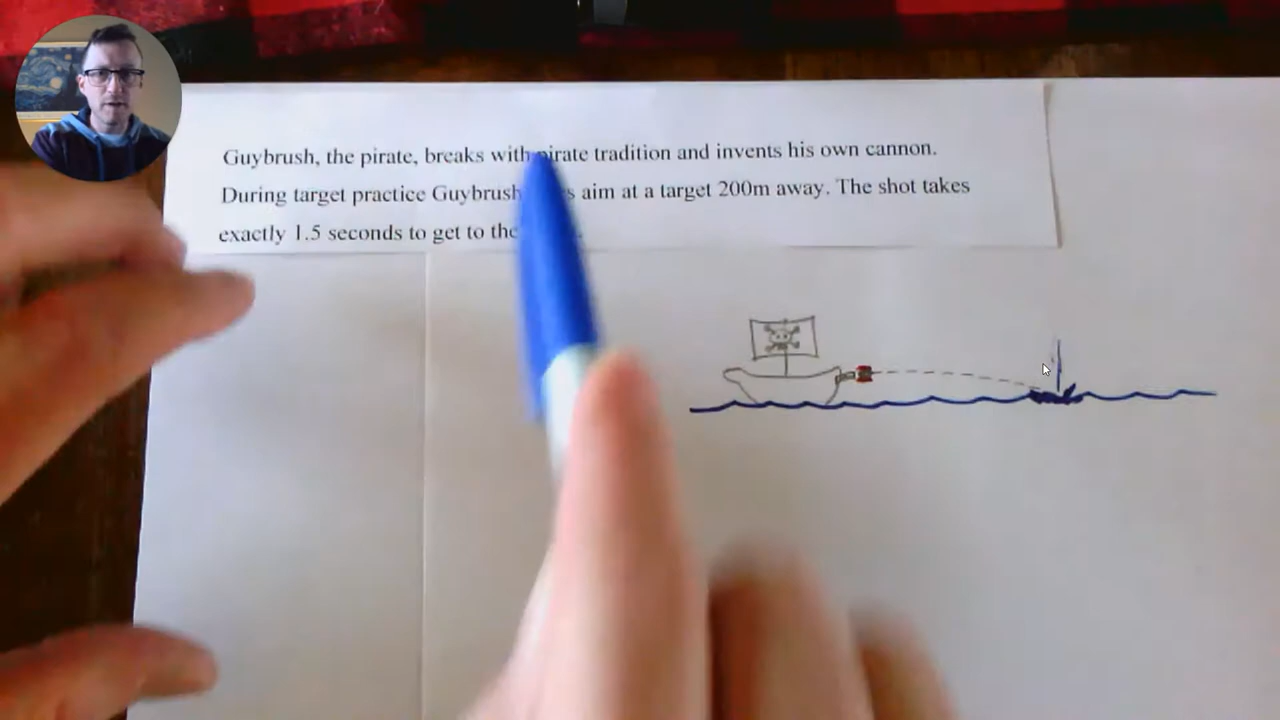 Guybrush, the pirate, breaks with pirate tradition and invents his own cannon.
During target practice Guybrush aim at a target 200m away. The shot takes
exactly 1.5 seconds to get to the